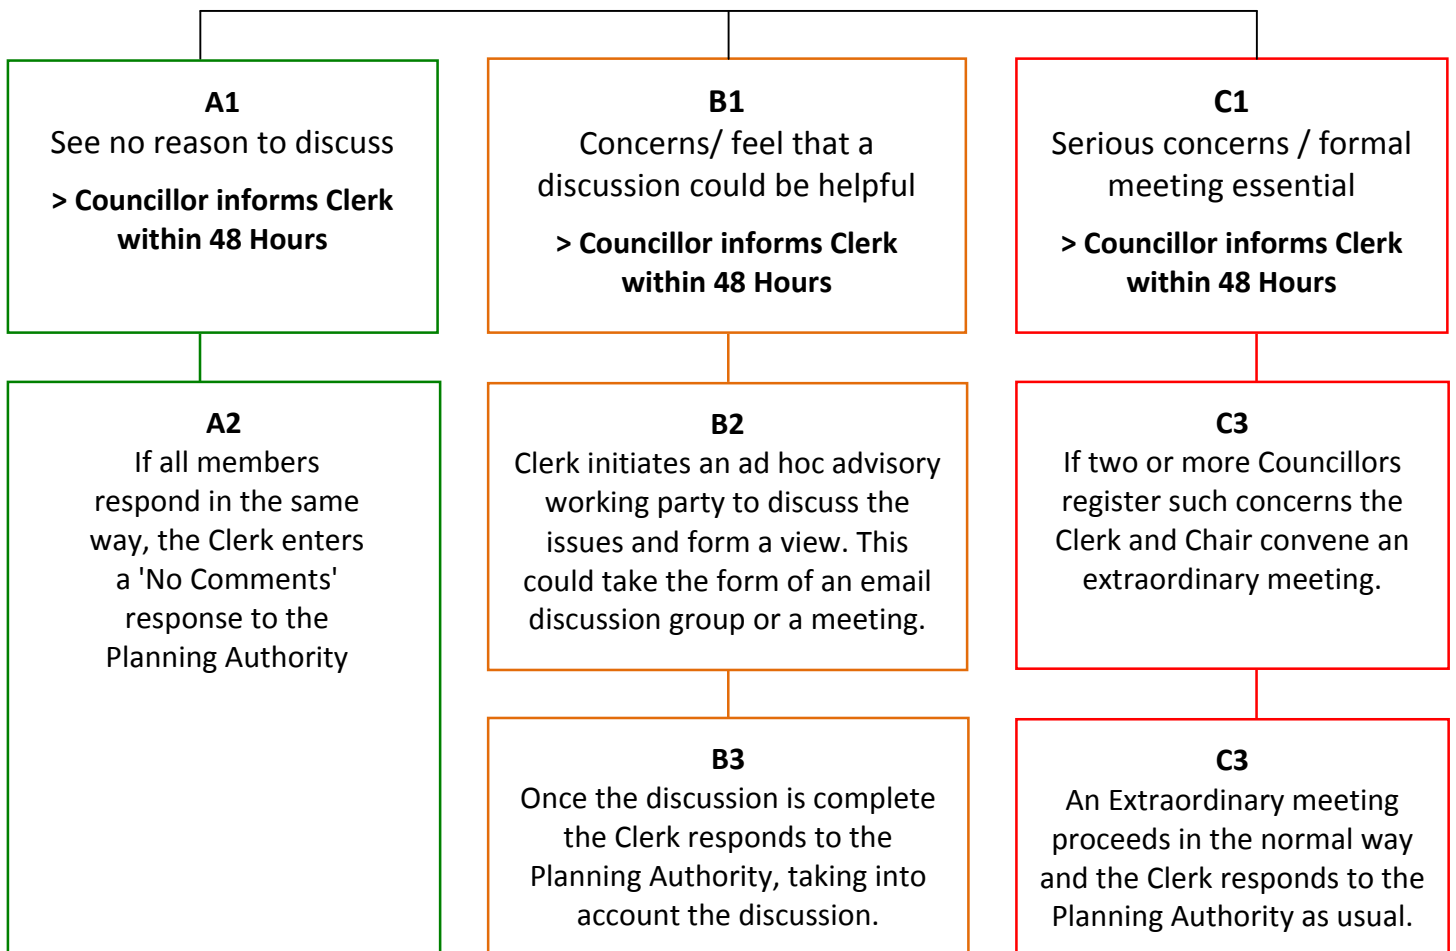 A1
See no reason to discuss
> Councillor informs Clerk
within 48 Hours
B1
Concerns/ feel that a
discussion could be helpful
> Councillor informs Clerk
within 48 Hours
C1
Serious concerns / formal
meeting essential
> Councillor informs Clerk
within 48 Hours
A2
If all members
respond in the same
way, the Clerk enters
a 'No Comments'
response to the
Planning Authority
B2
Clerk initiates an ad hoc advisory
working party to discuss the
issues and form a view. This
could take the form of an email
discussion group or a meeting.
C3
If two or more Councillors
register such concerns the
Clerk and Chair convene an
extraordinary meeting.
B3
Once the discussion is complete
the Clerk responds to the
Planning Authority, taking into
account the discussion.
C3
An Extraordinary meeting
proceeds in the normal way
and the Clerk responds to the
Planning Authority as usual.